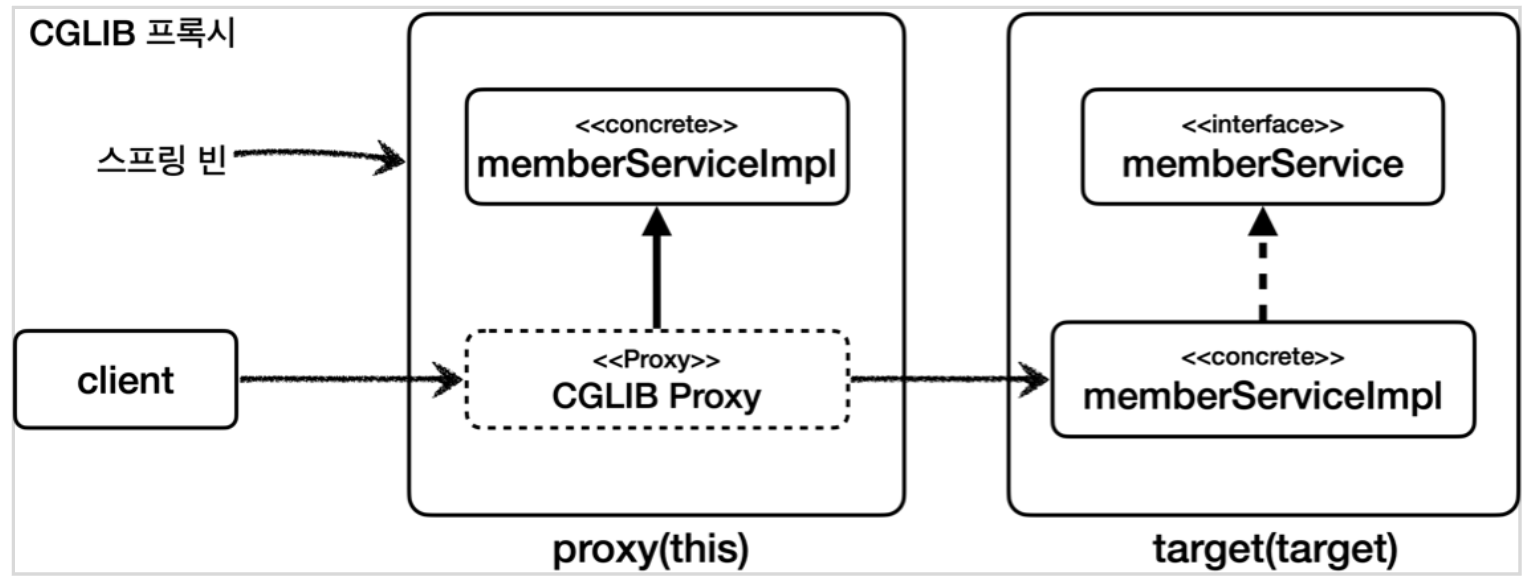 CGLIB 프록시
스프링 빈
<<concrete>>
memberServiceImpl
<<interface>>
memberService
client
<<Proxy>>
CGLIB Proxy
<<concrete>>
memberServiceImpl
proxy(this)
target(target)